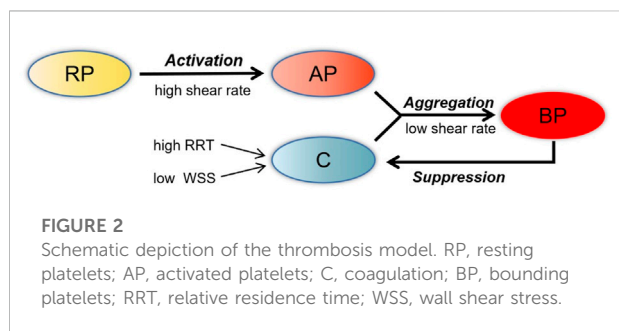 Activation
RP
AP
high shear rate
Aggregation
BP
low shear rate
high RRT
C
low WSS
Suppression
FIGURE 2
Schematic depiction of the thrombosis model. RP, resting
platelets; AP, activated platelets; C, coagulation; BP, bounding
platelets; RRT, relative residence time; WSS, wall shear stress.